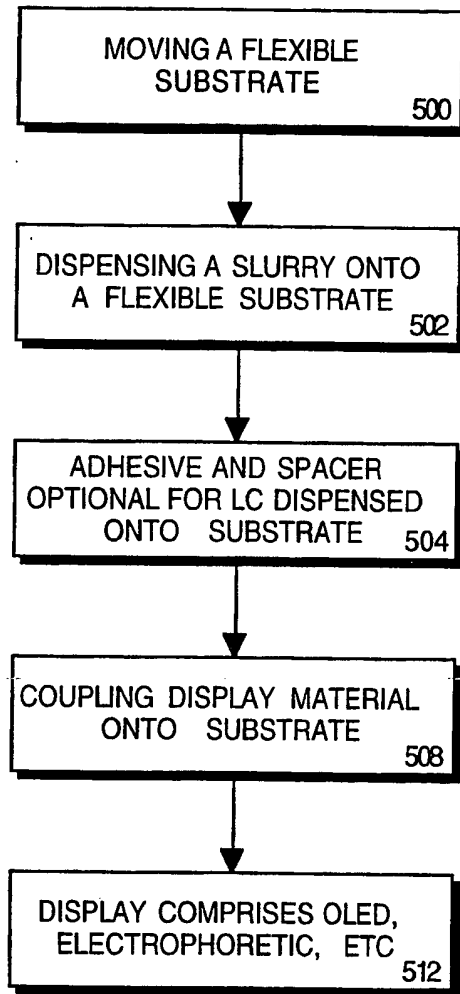 MOVING A FLEXIBLE
SUBSTRATE
500
DISPENSING A SLURRY ONTO
A FLEXIBLE SUBSTRATE
502
ADHESIVE AND SPACER
OPTIONAL FOR LC DISPENSED
ONTO SUBSTRATE 504
COUPLING DISPLAY MATERIAL
ONTO SUBSTRATE
508
DISPLAY COMPRISES OLED,
ELECTROPHORETIC, ETC
512